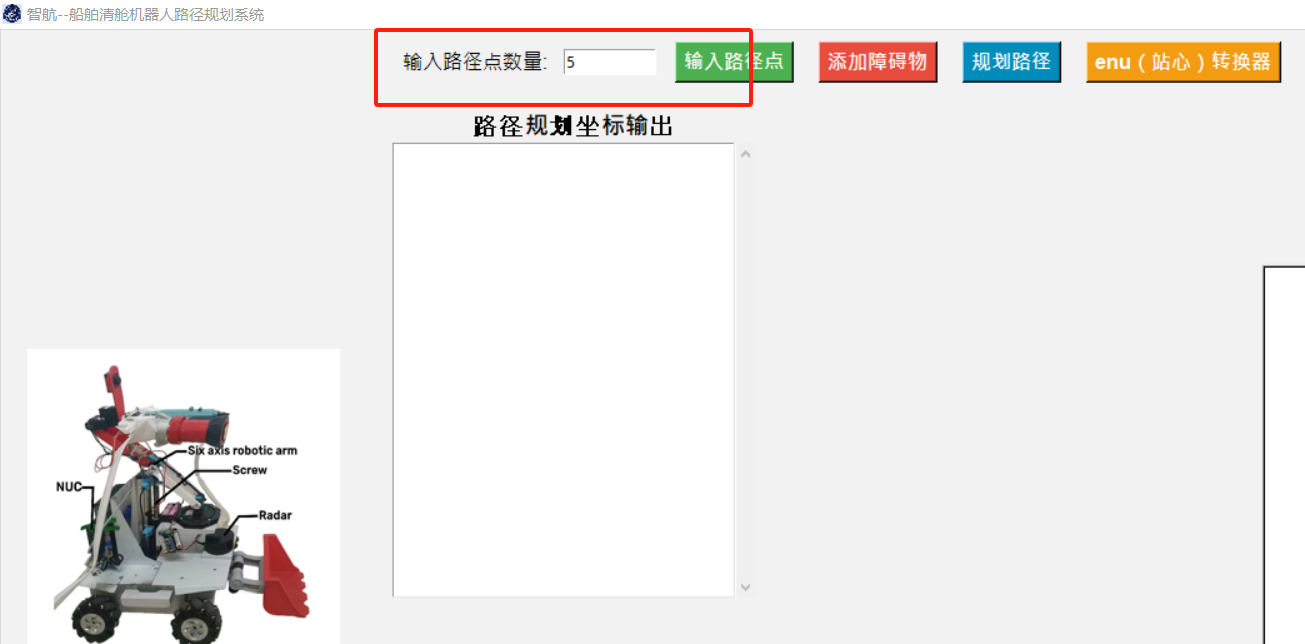 智航--船舶清舱机器人路径规划系统
输入路径点数量: 5 输入路径点 添加障碍物 规划路径 enu（站心）转换器
路径规划坐标输出
Six axis robotic arm
Screw
NUC
Radar